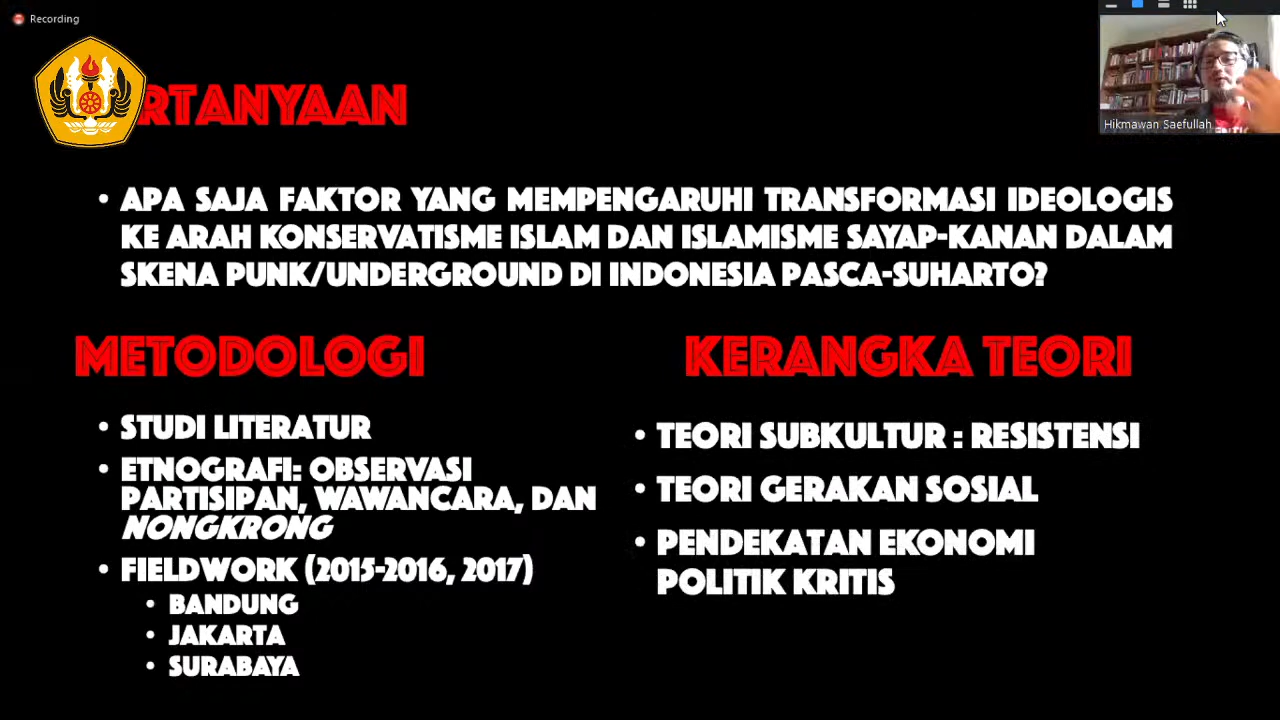 Recording
RTANYAAN
Hikmawan Saefullah
• APA SAJA FAKTOR YANG MEMPENGARUHI TRANSFORMASI IDEOLOGIS
KE ARAH KONSERVATISME ISLAM DAN ISLAMISME SAYAP-KANAN DALAM
SKENA PUNK/UNDERGROUND DI INDONESIA PASCA-SUHARTO?
METODOLOGI
• STUDI LITERATUR
• ETNOGRAFI: OBSERVASI
PARTISIPAN, WAWANCARA, DAN
NONGKRONG
• FIELDWORK (2015-2016, 2017)
• BANDUNG
• JAKARTA
• SURABAYA
KERANGKA TEORI
• TEORI SUBKULTUR : RESISTENSI
• TEORI GERAKAN SOSIAL
• PENDEKATAN EKONOMI
POLITIK KRITIS